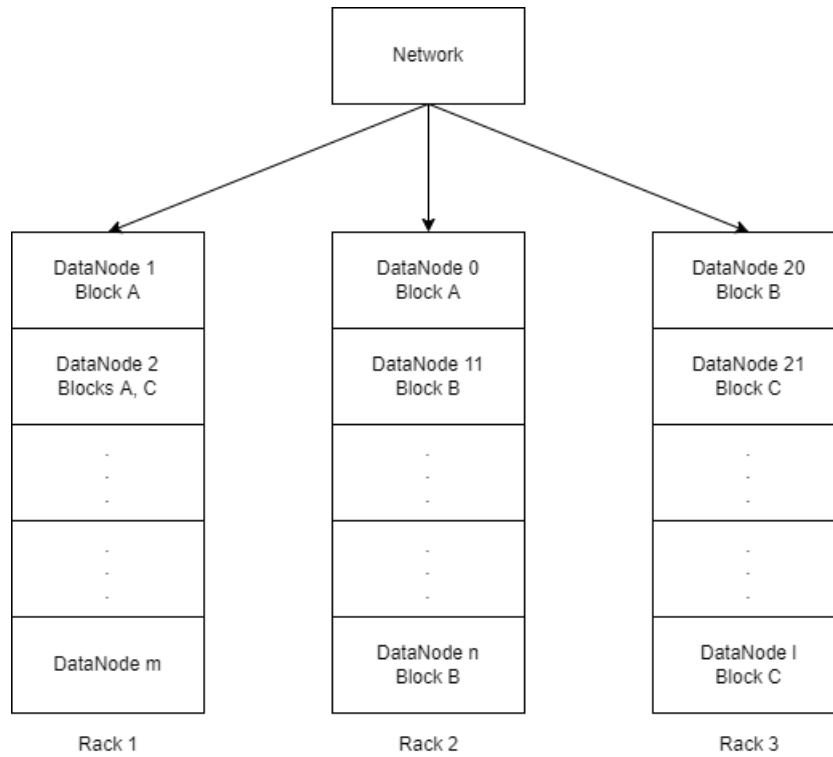 Network
DataNode 1
Block A
DataNode 2
Blocks A, C
.
.
.
.
.
.
DataNode m
Rack 1
DataNode 0
Block A
DataNode 11
Block B
.
.
.
.
.
.
DataNode n
Block B
Rack 2
DataNode 20
Block B
DataNode 21
Block C
.
.
.
.
.
.
DataNode l
Block C
Rack 3